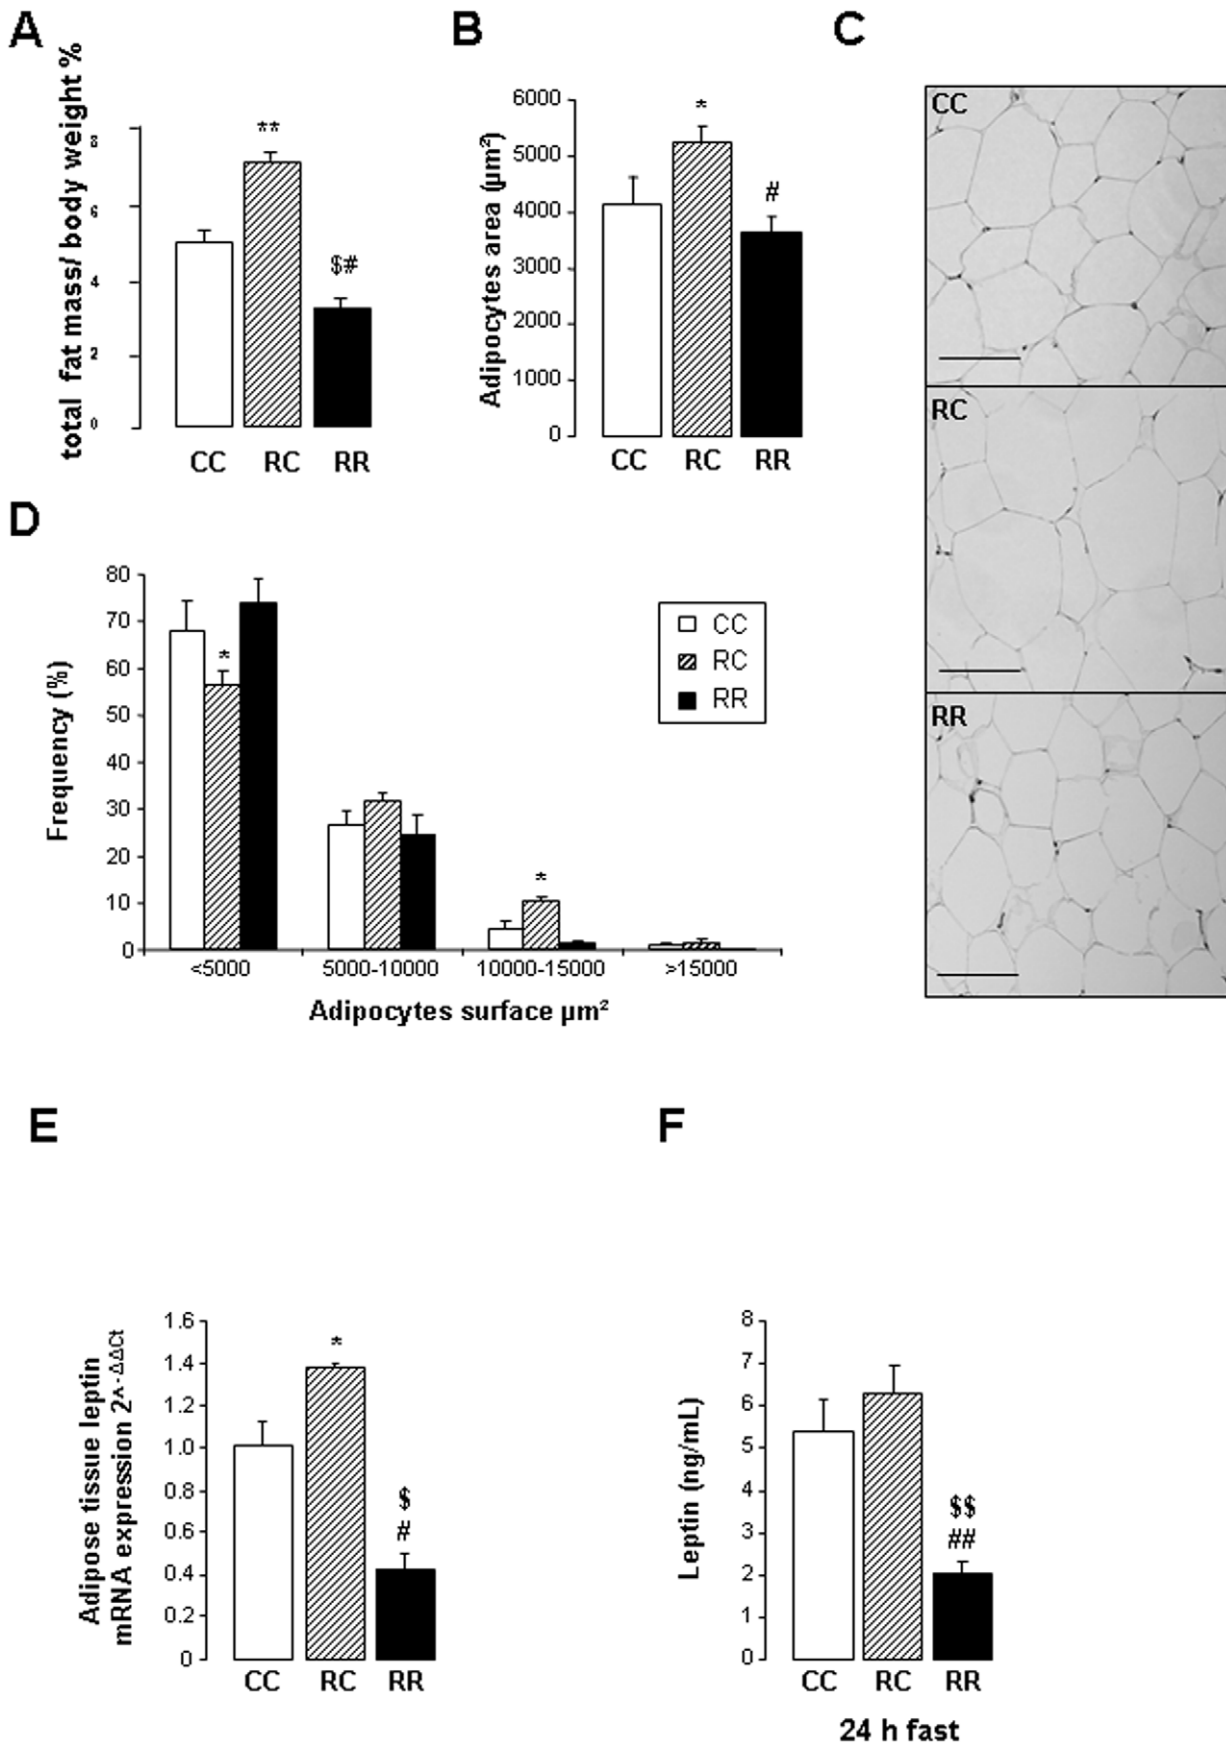 A
total fat mass/ body weight %
8
6
4
2
0
**
$#
CC RC RR
B
Adipocytes area (µm²)
6000
5000
4000
3000
2000
1000
0
*
#
CC RC RR
C
CC
RC
RR
D
Frequency (%)
80
70
60
50
40
30
20
10
0
*
*
CC
RC
RR
<5000 5000-10000 10000-15000 >15000
Adipocytes surface µm²
E
Adipose tissue leptin
mRNA expression 2^-ΔΔCt
1.6
1.4
1.2
1.0
0.8
0.6
0.4
0.2
0
*
$
#
CC RC RR
F
Leptin (ng/mL)
8
7
6
5
4
3
2
1
0
$$
##
CC RC RR
24 h fast